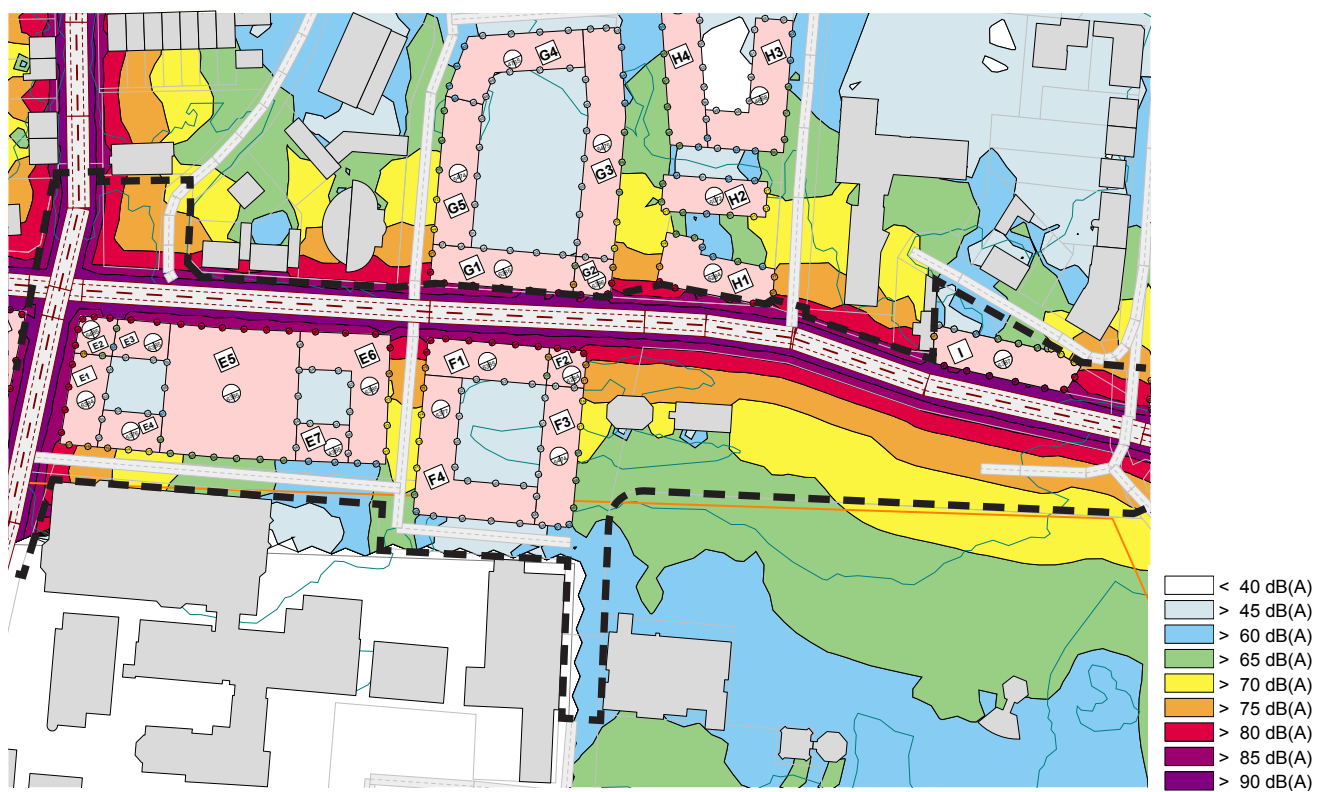 G4
H4
H3
G3
G5
H2
G1
G2
H1
E2
E3
E5
E6
F1
F2
I
E1
F3
E4
E7
F4
< 40 dB(A)
> 45 dB(A)
> 60 dB(A)
> 65 dB(A)
> 70 dB(A)
> 75 dB(A)
> 80 dB(A)
> 85 dB(A)
> 90 dB(A)